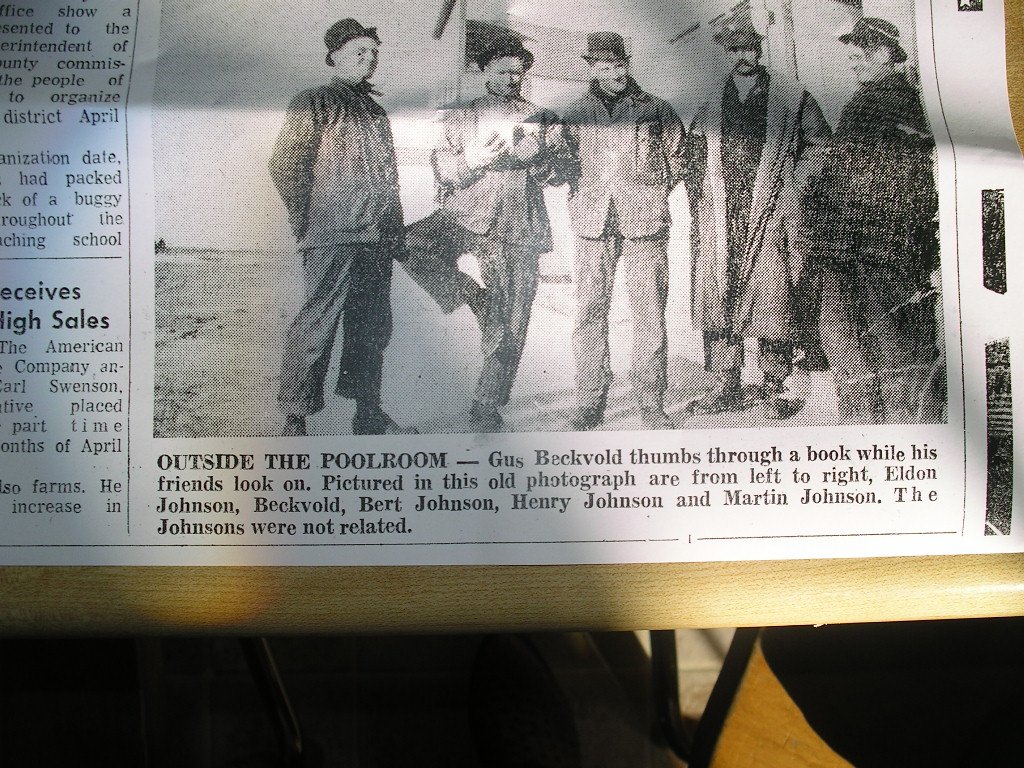 ffice show a
esented to the
erintendent of
ounty commis-
the people of
to organize
district April
anization date,
had packed
ck of a buggy
roughout the
aching school
eceives
High Sales
The American
Company an-
Carl Swenson,
tive placed
part time
onths of April
lso farms. He
increase in
OUTSIDE THE POOLROOM — Gus Beckvold thumbs through a book while his
friends look on. Pictured in this old photograph are from left to right, Eldon
Johnson, Beckvold, Bert Johnson, Henry Johnson and Martin Johnson. The
Johnsons were not related.